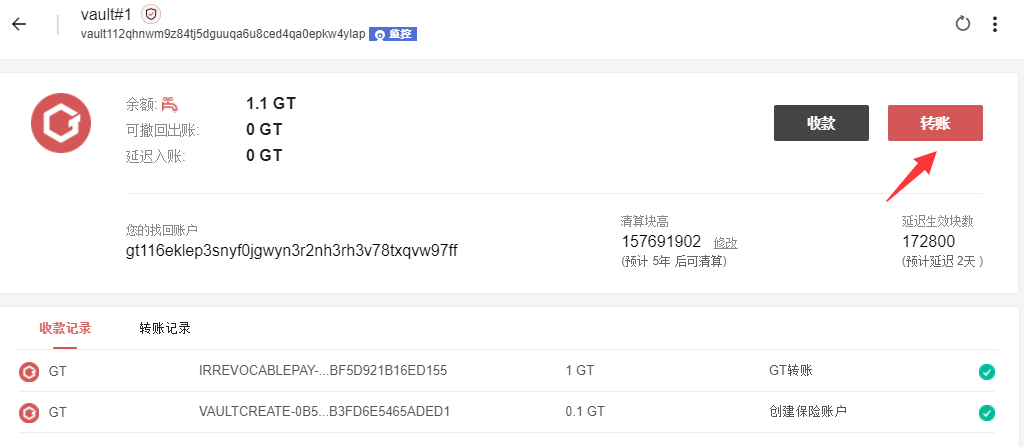 vault#1
vault112qhnwm9z84tj5dguuqa6u8ced4qa0epkw4ylap 监控
余额: 1.1 GT
可撤回出账: 0 GT
延迟入账: 0 GT
收款 转账
您的找回账户
gt116eklep3snyf0jgwyn3r2nh3rh3v78txqvw97ff
清算块高
157691902 修改
(预计 5年 后可清算)
延迟生效块数
172800
(预计延迟 2天 )
收款记录 转账记录
GT IRREVOCABLEPAY-...BF5D921B16ED155 1 GT GT转账
GT VAULTCREATE-0B5...B3FD6E5465ADED1 0.1 GT 创建保险账户